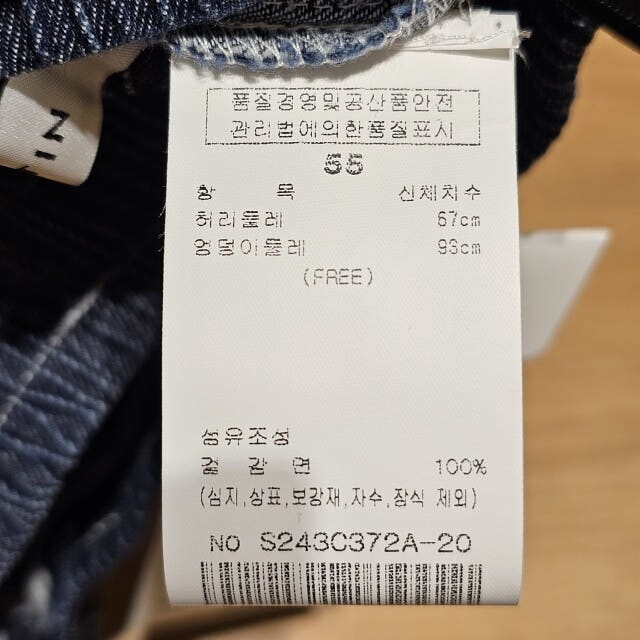 품질경영및공산품안전
관리법에의한품질표시
55
항 목 신체치수
허리둘레 67cm
엉덩이둘레 93cm
(FREE)
섬유조성
겉 감 면 100%
(심지,상표,보강재,자수,장식 제외)
NO S243C372A-20